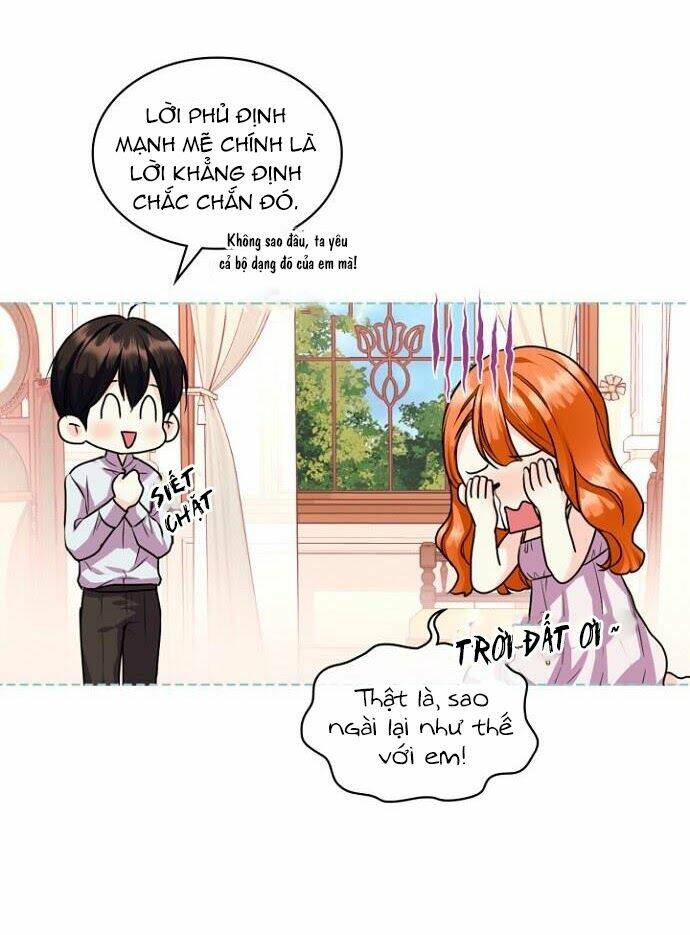 LỜI PHỦ ĐỊNH
MẠNH MẼ CHÍNH LÀ
LỜI KHẲNG ĐỊNH
CHẮC CHẮN ĐÓ.
Không sao đâu, ta yêu
cả bộ dạng đó của em mà!
SIẾT
CHẶT
TRỜI ĐẤT ƠI ~
Thật là, sao
ngài lại như thế
với em!